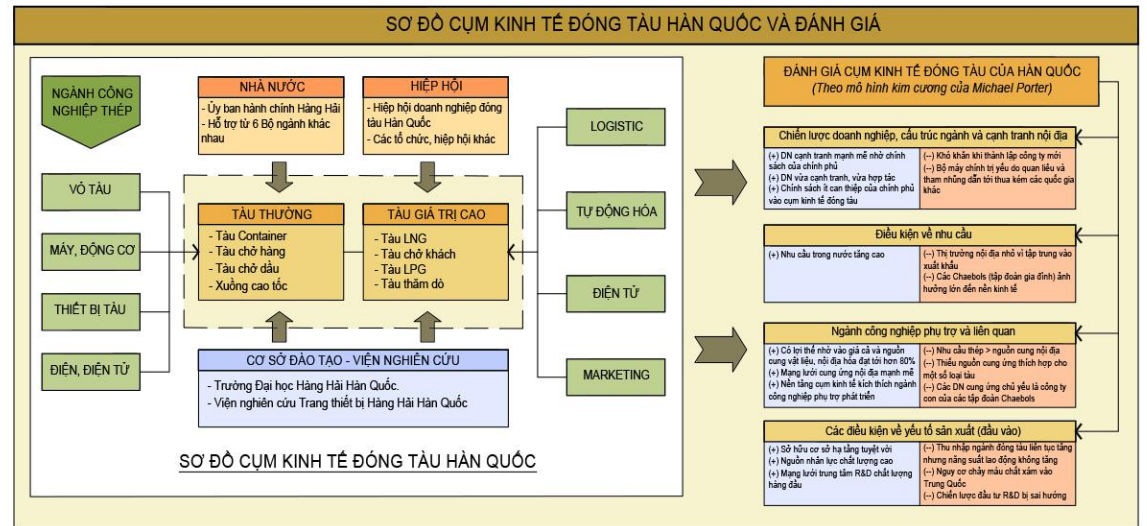 SƠ ĐỒ CỤM KINH TẾ ĐÓNG TÀU HÀN QUỐC VÀ ĐÁNH GIÁ
NGÀNH CÔNG
NGHIỆP THÉP
VỎ TÀU
MÁY, ĐỘNG CƠ
THIẾT BỊ TÀU
ĐIỆN, ĐIỆN TỬ
NHÀ NƯỚC
- Ủy ban hành chính Hàng Hải
- Hỗ trợ từ 6 Bộ ngành khác
nhau
HIỆP HỘI
- Hiệp hội doanh nghiệp đóng
tàu Hàn Quốc
- Các tổ chức, hiệp hội khác
TÀU THƯỜNG
- Tàu Container
- Tàu chở hàng
- Tàu chở dầu
- Xuồng cao tốc
TÀU GIÁ TRỊ CAO
- Tàu LNG
- Tàu chở khách
- Tàu LPG
- Tàu thăm dò
CƠ SỞ ĐÀO TẠO - VIỆN NGHIÊN CỨU
- Trường Đại học Hàng Hải Hàn Quốc.
- Viện nghiên cứu Trang thiết bị Hàng Hải Hàn Quốc
LOGISTIC
TỰ ĐỘNG HÓA
ĐIỆN TỬ
MARKETING
SƠ ĐỒ CỤM KINH TẾ ĐÓNG TÀU HÀN QUỐC
ĐÁNH GIÁ CỤM KINH TẾ ĐÓNG TÀU CỦA HÀN QUỐC
(Theo mô hình kim cương của Michael Porter)
Chiến lược doanh nghiệp, cấu trúc ngành và cạnh tranh nội địa
(+) DN cạnh tranh mạnh mẽ nhờ chính
sách của chính phủ
(+) DN vừa cạnh tranh, vừa hợp tác
(+) Chính sách ít can thiệp của chính phủ
vào cụm kinh tế đóng tàu
(--) Khó khăn khi thành lập công ty mới
(--) Bộ máy chính trị yếu do quan liêu và
tham nhũng dẫn tới thua kém các quốc gia
khác
Điều kiện về nhu cầu
(+) Nhu cầu trong nước tăng cao
(--) Thị trường nội địa nhỏ vì tập trung vào
xuất khẩu
(--) Các Chaebols (tập đoàn gia đình) ảnh
hưởng lớn đến nền kinh tế
Ngành công nghiệp phụ trợ và liên quan
(+) Có lợi thế nhờ vào giá cả và nguồn
cung vật liệu, nội địa hóa đạt tới hơn 80%
(+) Mạng lưới cung ứng nội địa mạnh mẽ
(+) Nền tảng cụm kinh tế kích thích ngành
công nghiệp phụ trợ phát triển
(--) Nhu cầu thép > nguồn cung nội địa
(--) Thiếu nguồn cung ứng thích hợp cho
một số loại tàu
(--) Các DN cung ứng chủ yếu là công ty
con của các tập đoàn Chaebols
Các điều kiện về yếu tố sản xuất (đầu vào)
(+) Sở hữu cơ sở hạ tầng tuyệt vời
(+) Nguồn nhân lực chất lượng cao
(+) Mạng lưới trung tâm R&D chất lượng
hàng đầu
(--) Thu nhập ngành đóng tàu liên tục tăng
nhưng năng suất lao động không tăng
(--) Nguy cơ chảy máu chất xám vào
Trung Quốc
(--) Chiến lược đầu tư R&D bị sai hướng